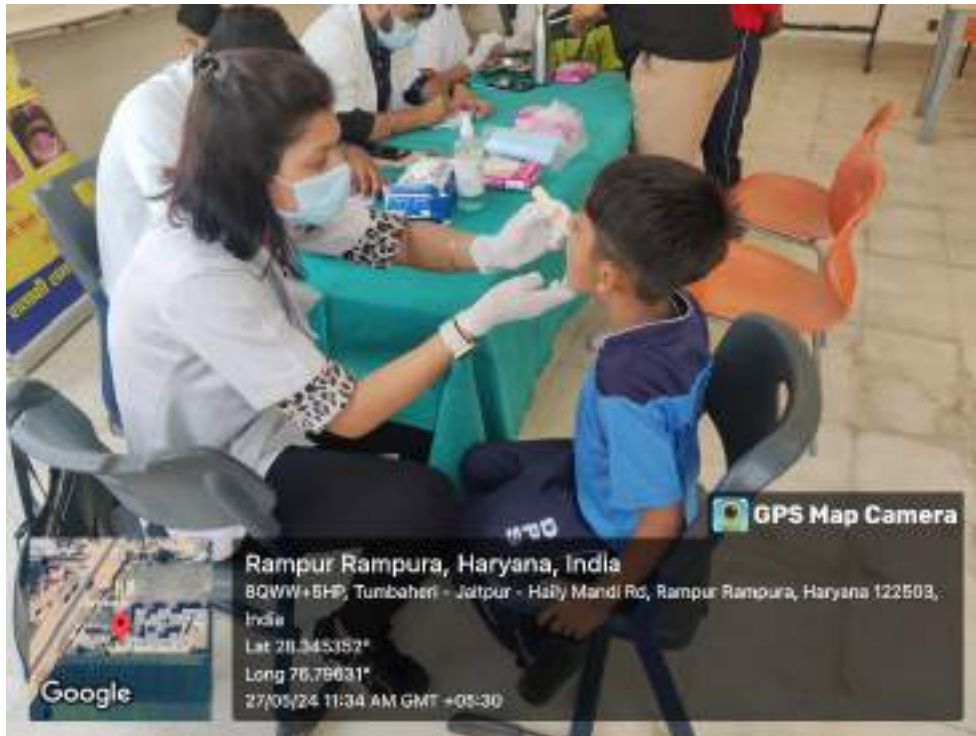 DPS
GPS Map Camera
Rampur Rampura, Haryana, India
8QWW+5HP, Tumbaheri - Jaitpur - Haily Mandi Rd, Rampur Rampura, Haryana 122503,
India
Lat 28.345352°
Long 76.79631°
27/05/24 11:34 AM GMT +05:30
Google